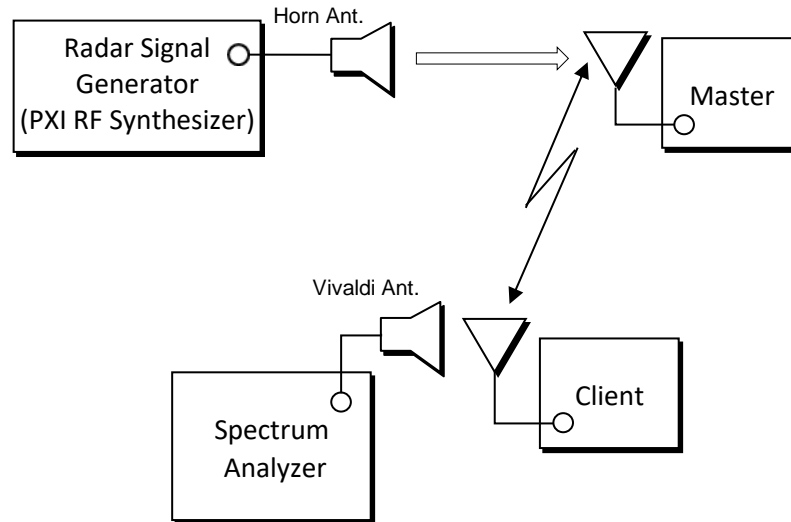 Horn Ant.
Radar Signal
Generator
(PXI RF Synthesizer)
Master
Vivaldi Ant.
Client
Spectrum
Analyzer